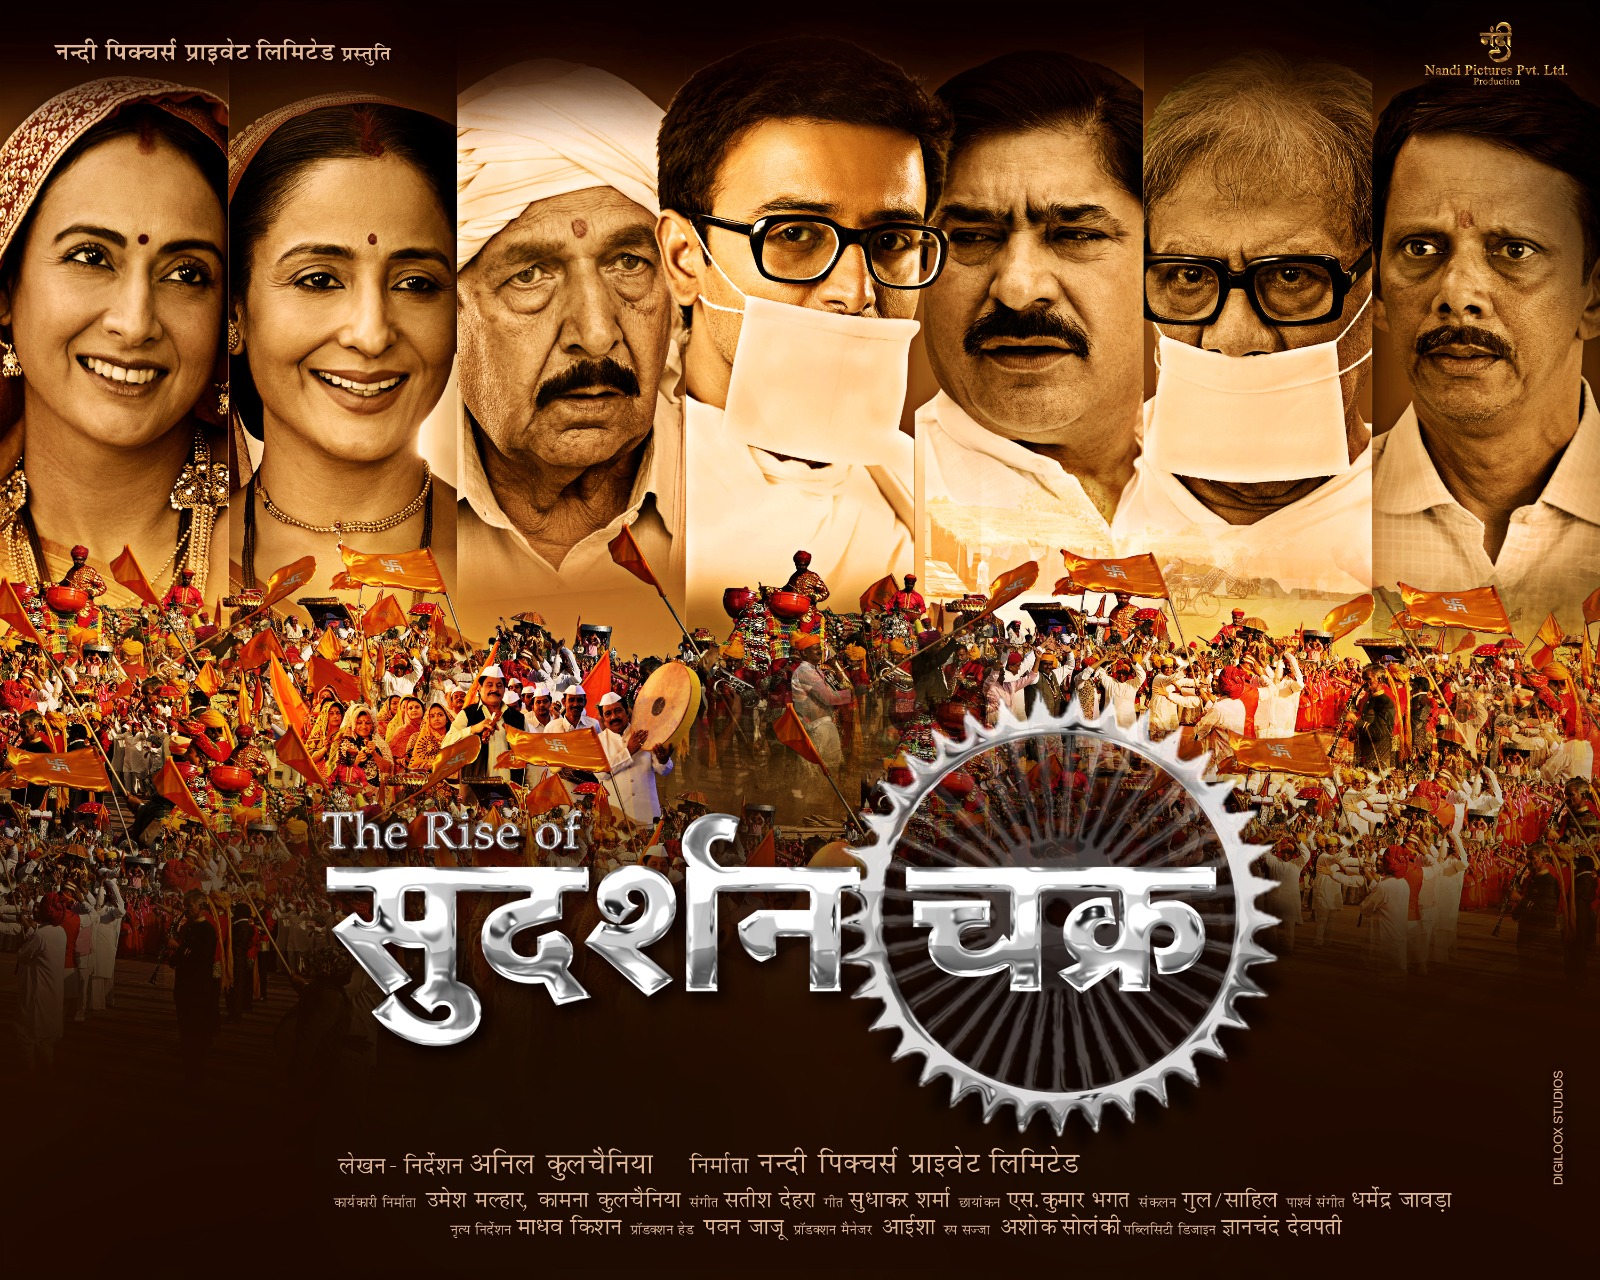 नन्दी पिक्चर्स प्राइवेट लिमिटेड प्रस्तुति
नंदी
Nandi Pictures Pvt. Ltd.
Production
The Rise of
सुदर्शन चक्र
लेखन - निर्देशन अनिल कुलचैनिया निर्माता नन्दी पिक्चर्स प्राइवेट लिमिटेड
कार्यकारी निर्माता उमेश मल्हार, कामना कुलचैनिया संगीत सतीश देहरा गीत सुधाकर शर्मा छायांकन एस.कुमार भगत संकलन गुल/साहिल पार्श्व संगीत धर्मेद्र जावड़ा
नृत्य निर्देशन माधव किशन प्रॉडक्शन हेड पवन जाजू प्रॉडक्शन मैनेजर आईशा रुप सज्जा अशोक सोलंकी पब्लिसिटी डिजाइन ज्ञानचंद देवपती
DIGILOOX STUDIOS